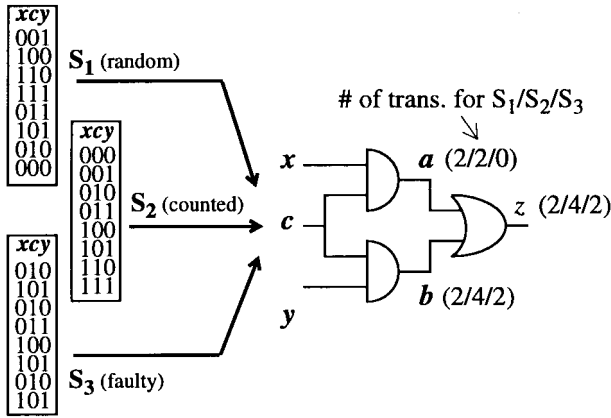 xcy
001
100
110
111
011
101
010
000
S1 (random)
xcy
000
001
010
011
100
101
110
111
S2 (counted)
xcy
010
101
010
011
100
101
010
101
S3 (faulty)
# of trans. for S1/S2/S3
x
a (2/2/0)
c
z (2/4/2)
b (2/4/2)
y